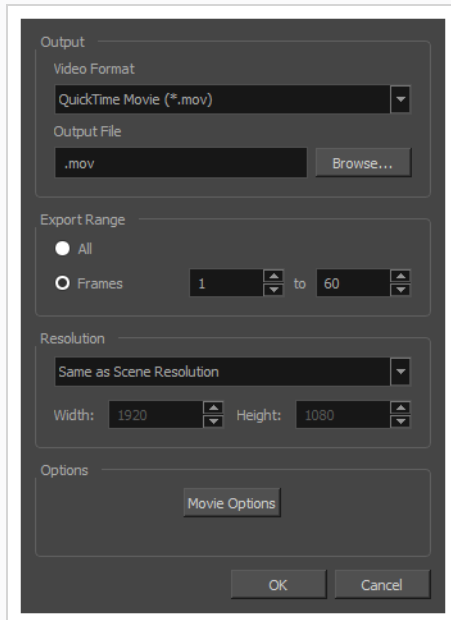 Output
Video Format
QuickTime Movie (*.mov)
Output File
.mov
Browse...
Export Range
All
Frames 1 to 60
Resolution
Same as Scene Resolution
Width: 1920 Height: 1080
Options
Movie Options
OK Cancel